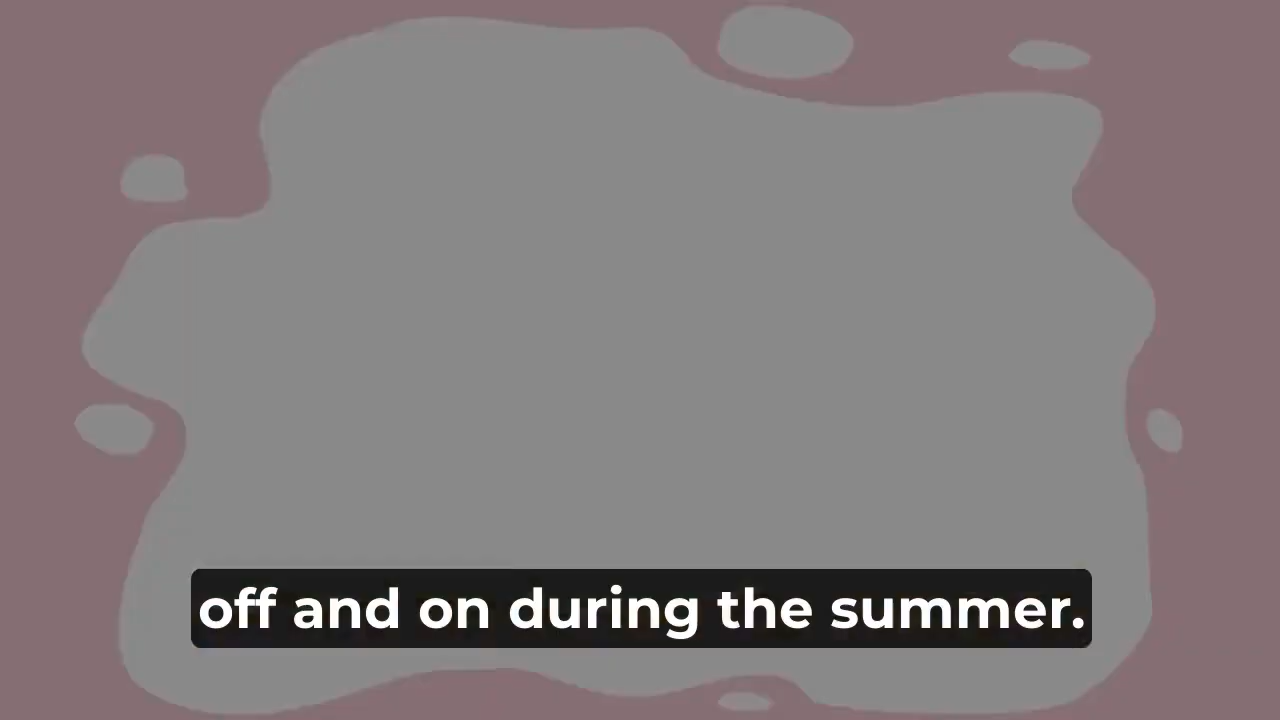 off and on during the summer.